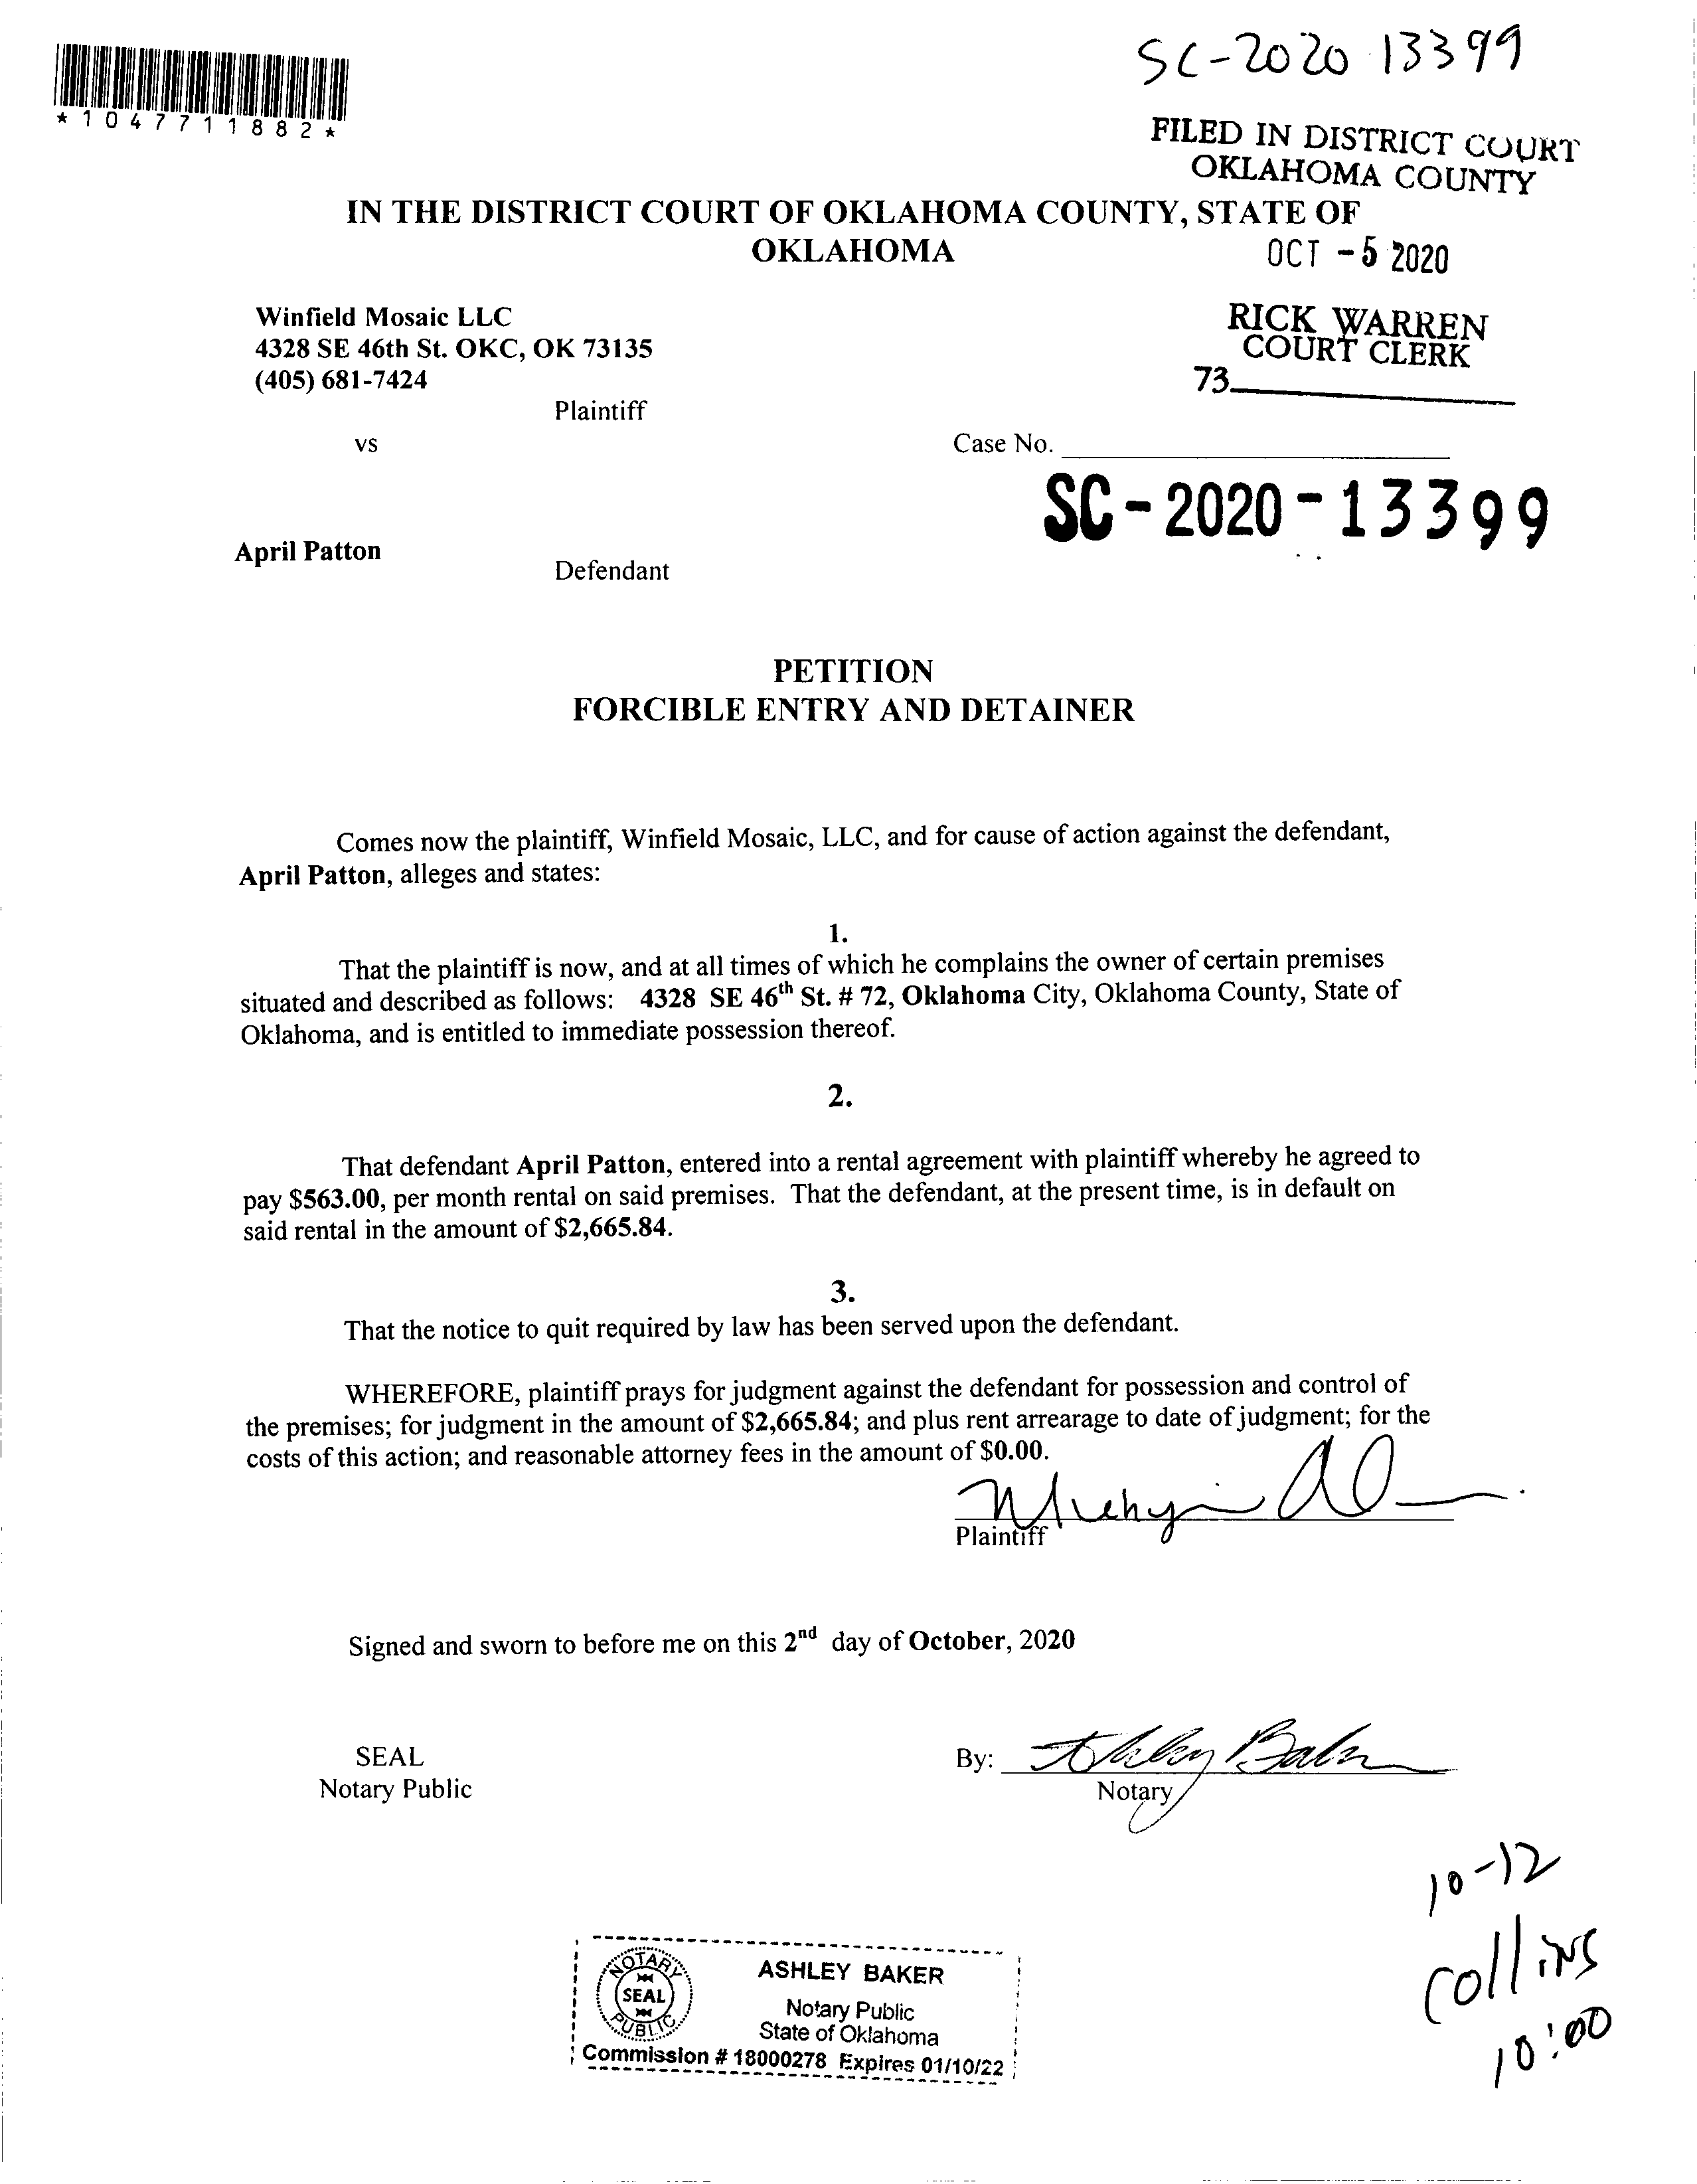 SC-2020 13399
*1047711882*
FILED IN DISTRICT COURT
OKLAHOMA COUNTY
IN THE DISTRICT COURT OF OKLAHOMA COUNTY, STATE OF
OKLAHOMA
OCT -5 2020
Winfield Mosaic LLC
4328 SE 46th St. OKC, OK 73135
(405) 681-7424
RICK WARREN
COURT CLERK
73
Plaintiff
vs
Case No.
SC-2020-13399
April Patton
Defendant
PETITION
FORCIBLE ENTRY AND DETAINER
Comes now the plaintiff, Winfield Mosaic, LLC, and for cause of action against the defendant,
April Patton, alleges and states:
1.
That the plaintiff is now, and at all times of which he complains the owner of certain premises
situated and described as follows: 4328 SE 46th St. # 72, Oklahoma City, Oklahoma County, State of
Oklahoma, and is entitled to immediate possession thereof.
2.
That defendant April Patton, entered into a rental agreement with plaintiff whereby he agreed to
pay $563.00, per month rental on said premises. That the defendant, at the present time, is in default on
said rental in the amount of $2,665.84.
3.
That the notice to quit required by law has been served upon the defendant.
WHEREFORE, plaintiff prays for judgment against the defendant for possession and control of
the premises; for judgment in the amount of $2,665.84; and plus rent arrearage to date of judgment; for the
costs of this action; and reasonable attorney fees in the amount of $0.00.
Plaintiff
Signed and sworn to before me on this 2nd day of October, 2020
SEAL
Notary Public
By: Ashley Baker
Notary
10-12
Collins
10:00
NOTARY
SEAL
PUBLIC
ASHLEY BAKER
Notary Public
State of Oklahoma
Commission # 18000278 Expires 01/10/22